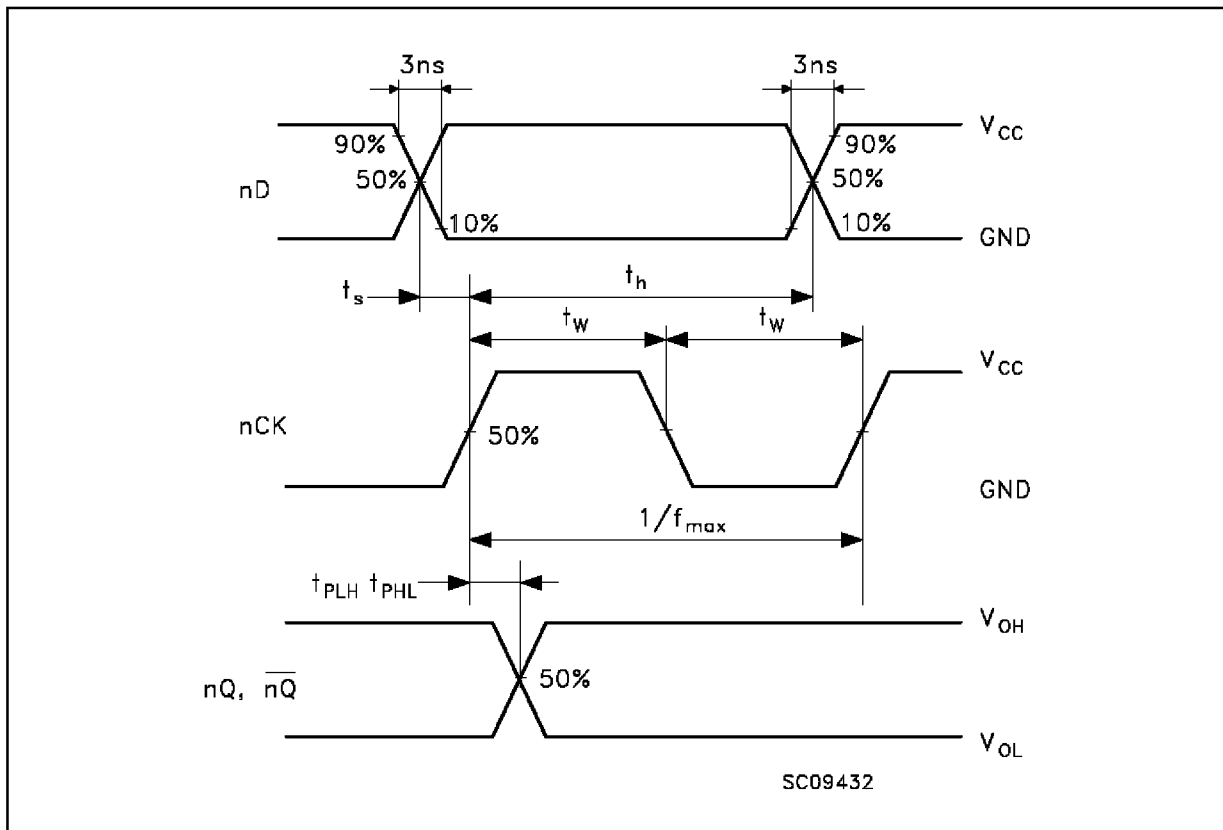 3ns 3ns
V_CC
90% 90%
nD 50% 50%
10% 10%
GND
t_s t_h
t_W t_W
V_CC
nCK 50%
GND
1/f_max
t_PLH t_PHL
V_OH
nQ, n̅Q̅ 50%
V_OL
SC09432